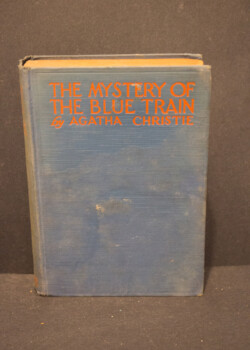 THE MYSTERY OF
THE BLUE TRAIN
by AGATHA CHRISTIE